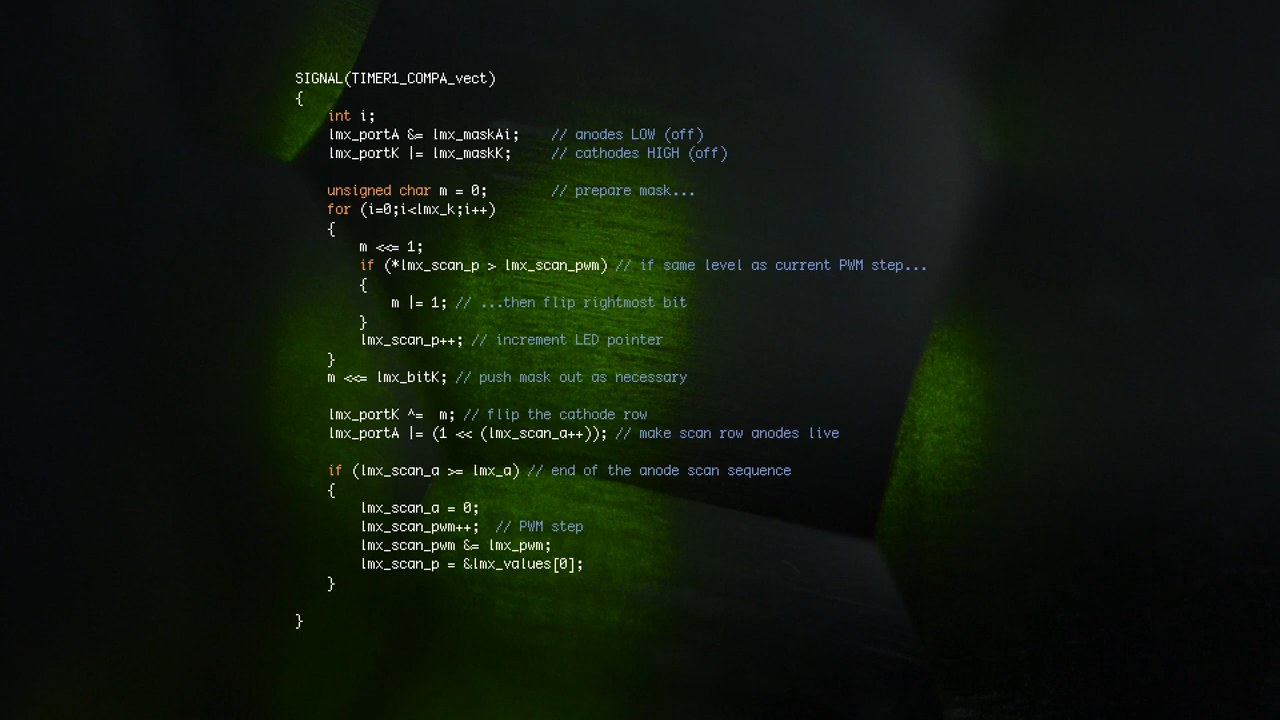 SIGNAL(TIMER1_COMPA_vect)
{
    int i;
    lmx_portA &= lmx_maskAi;    // anodes LOW (off)
    lmx_portK |= lmx_maskK;     // cathodes HIGH (off)

    unsigned char m = 0;        // prepare mask...
    for (i=0;i<lmx_k;i++)
    {
        m <<= 1;
        if (*lmx_scan_p > lmx_scan_pwm) // if same level as current PWM step...
        {
            m |= 1; // ...then flip rightmost bit
        }
        lmx_scan_p++; // increment LED pointer
    }
    m <<= lmx_bitK; // push mask out as necessary

    lmx_portK ^=  m; // flip the cathode row
    lmx_portA |= (1 << (lmx_scan_a++)); // make scan row anodes live

    if (lmx_scan_a >= lmx_a) // end of the anode scan sequence
    {
        lmx_scan_a = 0;
        lmx_scan_pwm++;  // PWM step
        lmx_scan_pwm &= lmx_pwm;
        lmx_scan_p = &lmx_values[0];
    }

}